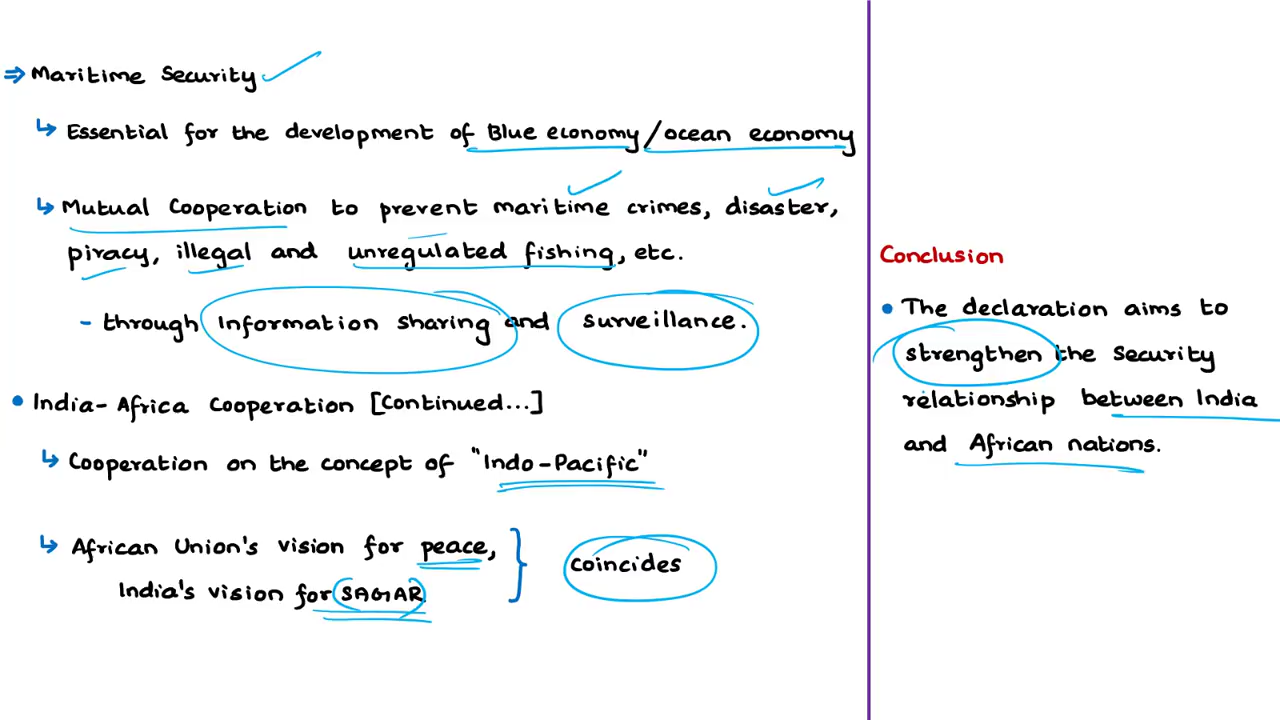 ⇒ Maritime Security
↳ Essential for the development of Blue economy/ocean economy
↳ Mutual Cooperation to prevent maritime crimes, disaster,
piracy, illegal and unregulated fishing, etc.
- through Information sharing and surveillance.
• India-Africa Cooperation [Continued...]
↳ Cooperation on the concept of "Indo-Pacific"
↳ African Union's vision for peace,
India's vision for SAGAR
} coincides
Conclusion
• The declaration aims to
strengthen the Security
relationship between India
and African nations.